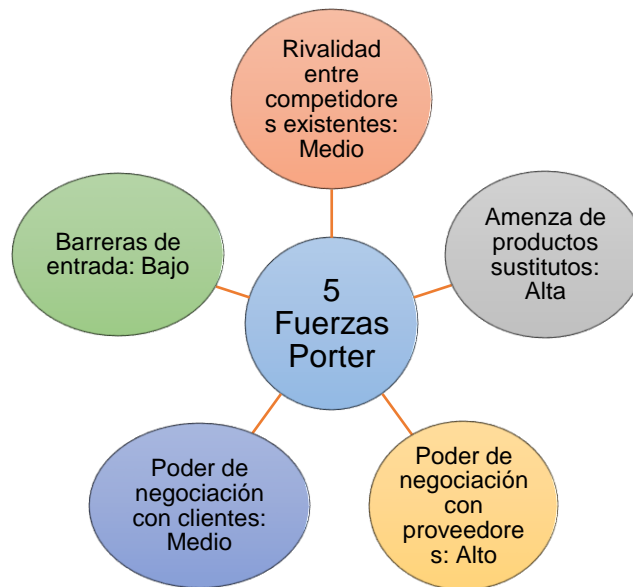 Rivalidad
entre
competidore
s existentes:
Medio
Amenza de
productos
sustitutos:
Alta
Barreras de
entrada: Bajo
5
Fuerzas
Porter
Poder de
negociación
con clientes:
Medio
Poder de
negociación
con
proveedore
s: Alto